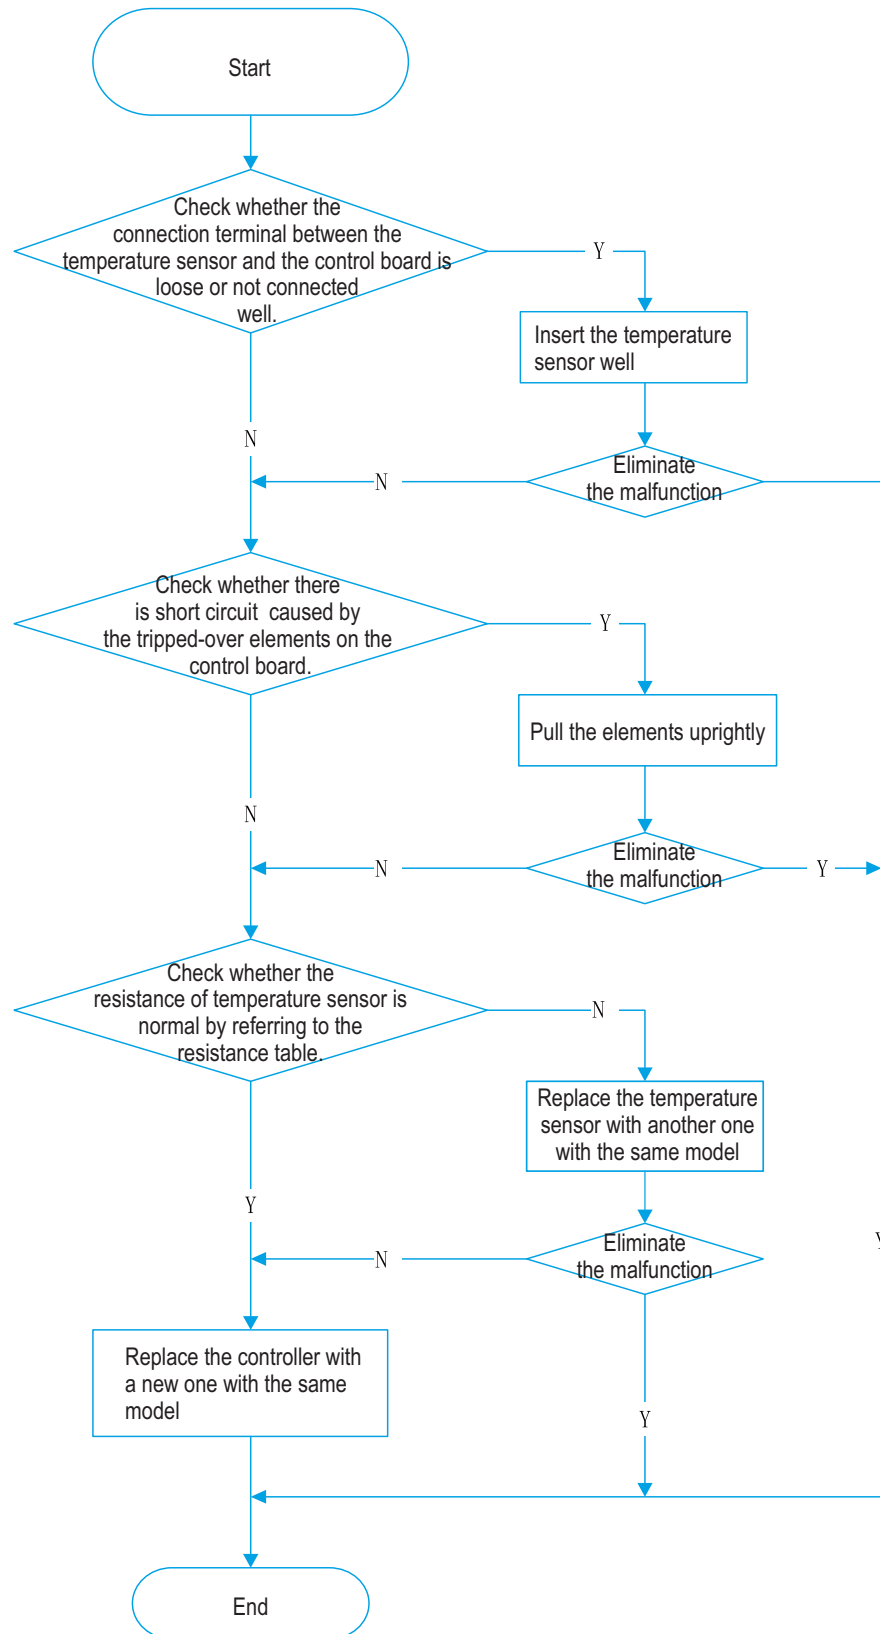 Start
Check whether the
connection terminal between the
temperature sensor and the control board is
loose or not connected
well.
Y
Insert the temperature
sensor well
N
Eliminate
the malfunction
N
Check whether there
is short circuit caused by
the tripped-over elements on the
control board.
Y
Pull the elements uprightly
N
Eliminate
the malfunction
N
Y
Check whether the
resistance of temperature sensor is
normal by referring to the
resistance table.
N
Replace the temperature
sensor with another one
with the same model
Y
Eliminate
the malfunction
N
Y
Replace the controller with
a new one with the same
model
Y
End